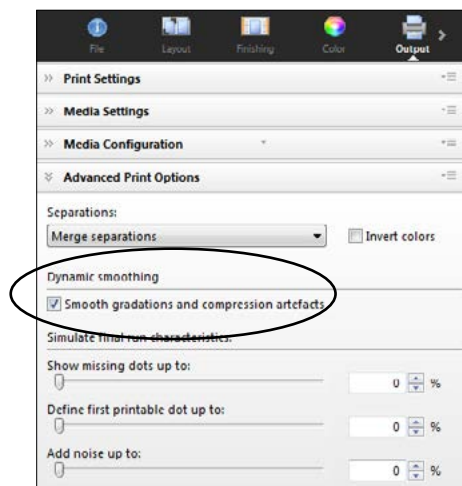 File Layout Finishing Color Output
Print Settings
Media Settings
Media Configuration
Advanced Print Options
Separations:
Merge separations Invert colors
Dynamic smoothing
Smooth gradations and compression artefacts
Simulate final run characteristics:
Show missing dots up to:
0 %
Define first printable dot up to:
0 %
Add noise up to:
0 %